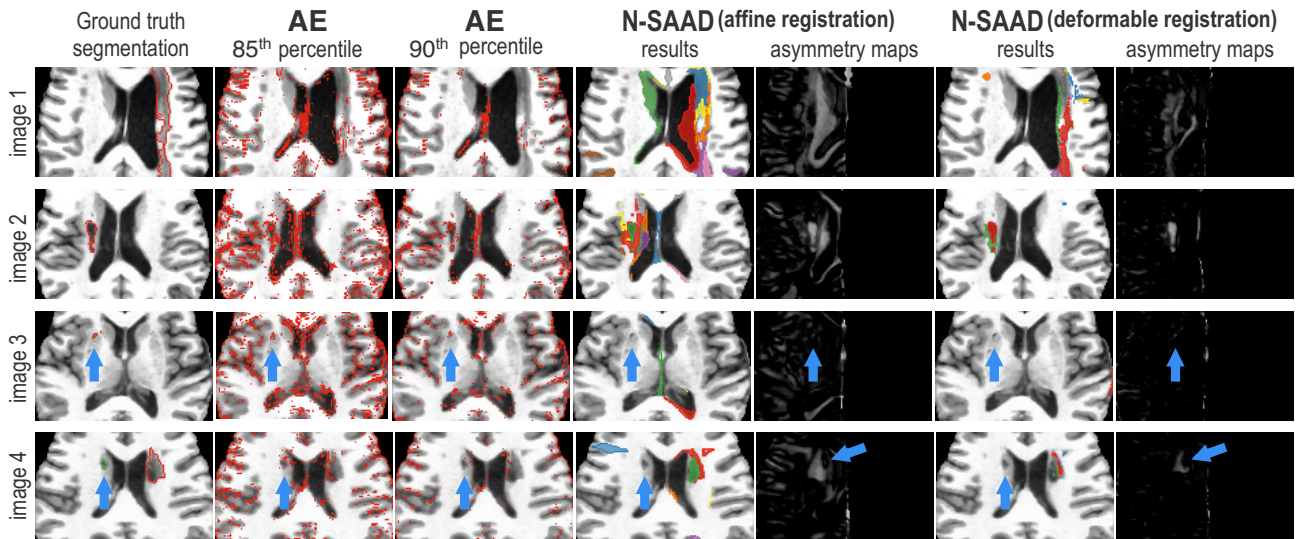 Ground truth
segmentation
AE
85th percentile
AE
90th percentile
N-SAAD (affine registration)
results
asymmetry maps
N-SAAD (deformable registration)
results
asymmetry maps
image 1
image 2
image 3
image 4